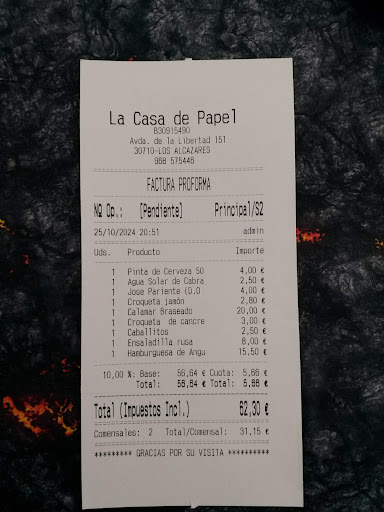 La Casa de Papel
B30915490
Avda. de la Libertad 151
30710-LOS ALCAZARES
968 575446
FACTURA PROFORMA
Nº Op.: [Pendiente] Principal/S2
25/10/2024 20:51 admin
Uds. Producto Importe
1 Pinta de Cerveza 50 4,00 €
1 Agua Solar de Cabra 2,50 €
1 Jose Pariente (D.O 4,00 €
1 Croqueta jamón 2,80 €
1 Calamar Braseado 20,00 €
1 Croqueta de cancre 3,00 €
1 Caballitos 2,50 €
1 Ensaladilla rusa 8,00 €
1 Hamburguesa de Angu 15,50 €
10,00 %: Base: 56,64 € Cuota: 5,66 €
Total: 56,64 € Total: 5,66 €
Total (Impuestos Incl.) 62,30 €
Comensales: 2 Total/Comensal: 31,15 €
********* GRACIAS POR SU VISITA **********